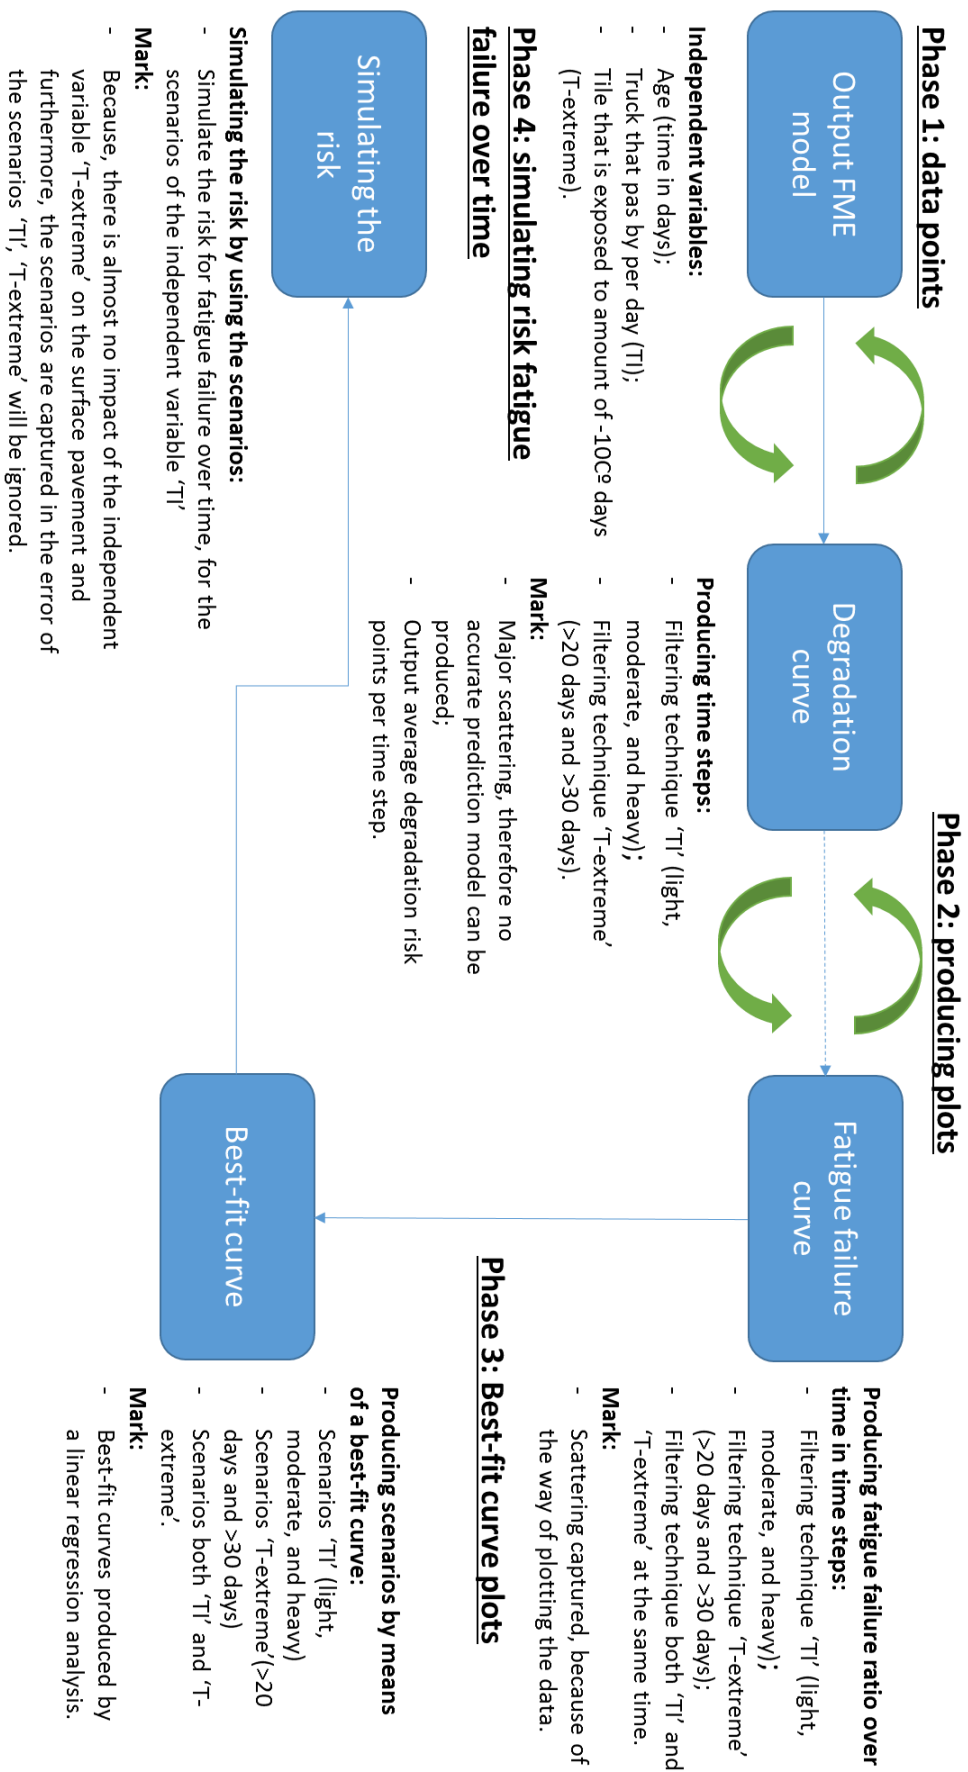 Phase 1: data points
Output FME
model
Independent variables:
- Age (time in days);
- Truck that pas by per day (TI);
- Tile that is exposed to amount of -10Cº days
(T-extreme).
Phase 2: producing plots
Degradation
curve
Producing time steps:
- Filtering technique ‘TI’ (light,
moderate, and heavy);
- Filtering technique ‘T-extreme’
(>20 days and >30 days).
Mark:
- Major scattering, therefore no
accurate prediction model can be
produced;
- Output average degradation risk
points per time step.
Fatigue failure
curve
Producing fatigue failure ratio over
time in time steps:
- Filtering technique ‘TI’ (light,
moderate, and heavy);
- Filtering technique ‘T-extreme’
(>20 days and >30 days);
- Filtering technique both ‘TI’ and
‘T-extreme’ at the same time.
Mark:
- Scattering captured, because of
the way of plotting the data.
Phase 3: Best-fit curve plots
Best-fit curve
Producing scenarios by means
of a best-fit curve:
- Scenarios ‘TI’ (light,
moderate, and heavy)
- Scenarios ‘T-extreme’(>20
days and >30 days)
- Scenarios both ‘TI’ and ‘T-
extreme’.
Mark:
- Best-fit curves produced by
a linear regression analysis.
Phase 4: simulating risk fatigue
failure over time
Simulating the
risk
Simulating the risk by using the scenarios:
- Simulate the risk for fatigue failure over time, for the
scenarios of the independent variable ‘TI’
Mark:
- Because, there is almost no impact of the independent
variable ‘T-extreme’ on the surface pavement and
furthermore, the scenarios are captured in the error of
the scenarios ‘TI’, ‘T-extreme’ will be ignored.